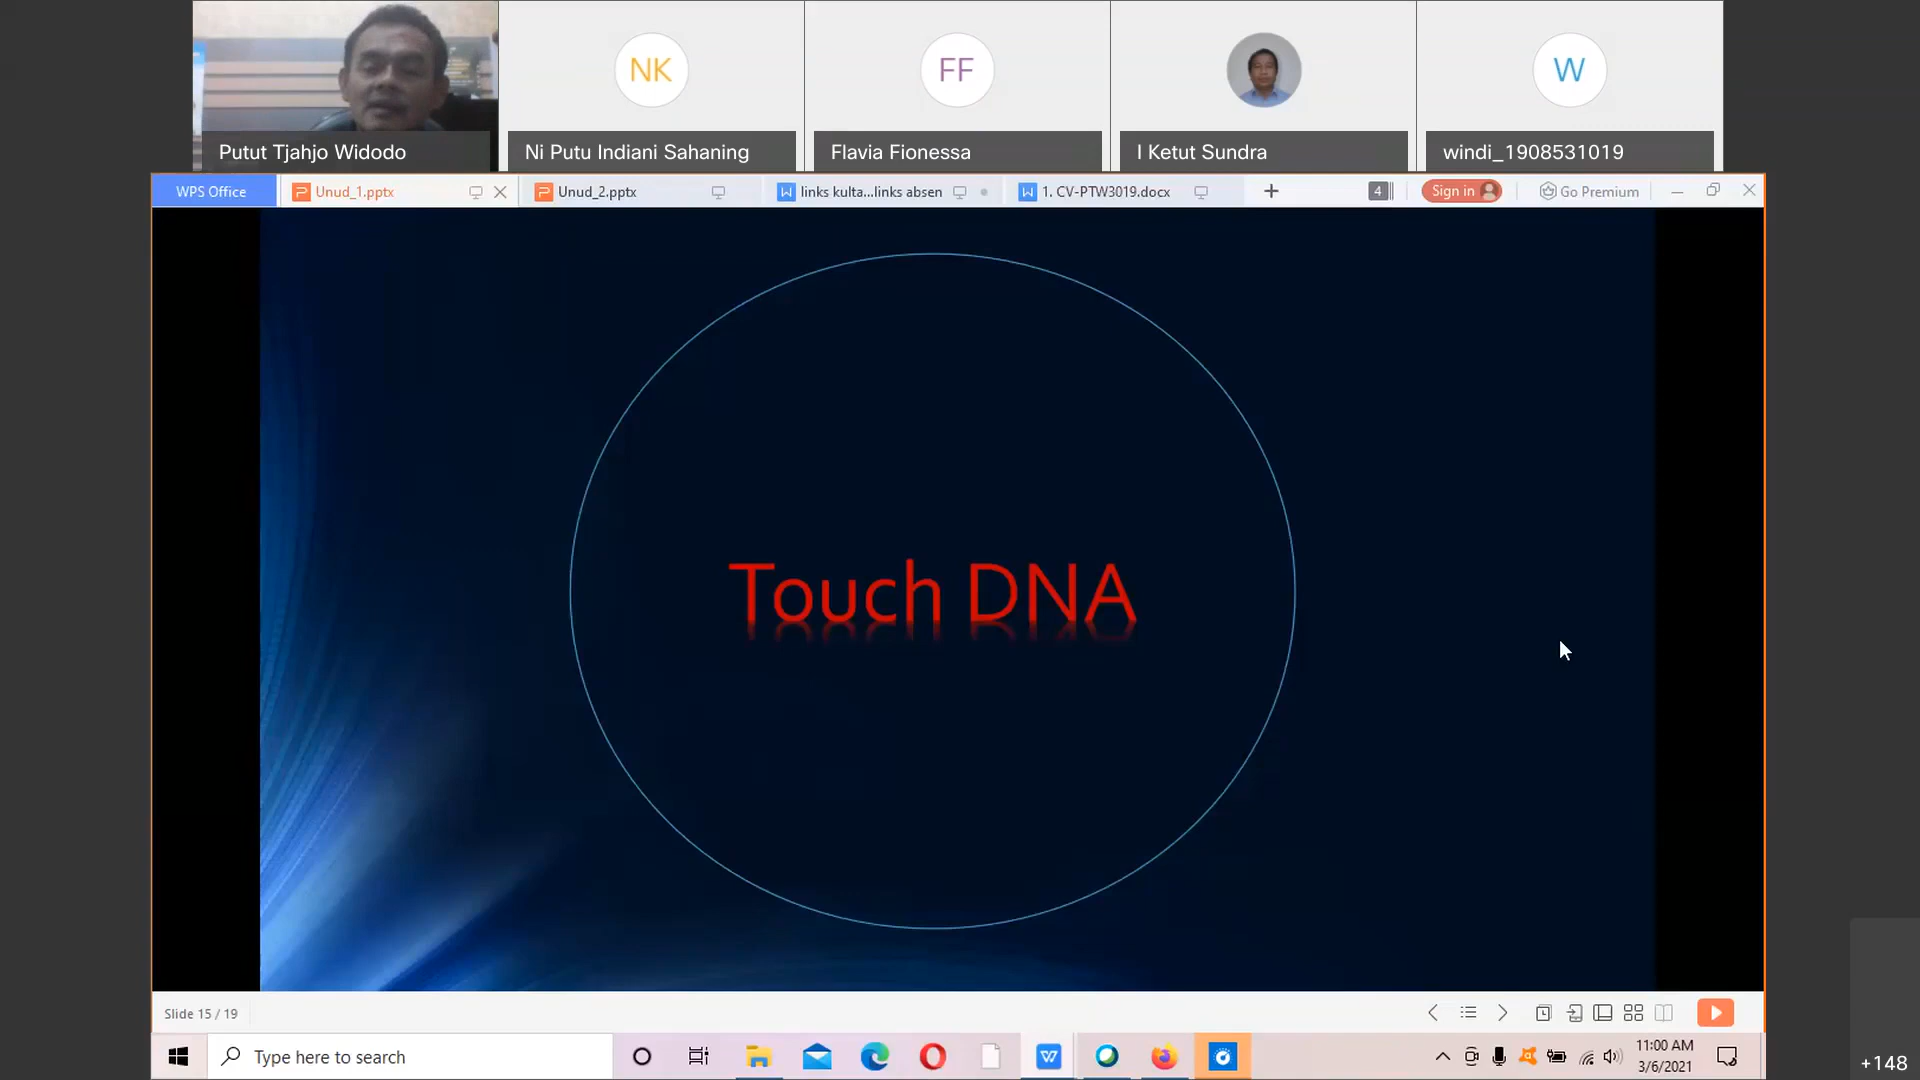 NK
FF
W
Putut Tjahjo Widodo
Ni Putu Indiani Sahaning
Flavia Fionessa
I Ketut Sundra
windi_1908531019
WPS Office
Unud_1.pptx
Unud_2.pptx
links kulta...links absen
1. CV-PTW3019.docx
4
Sign in
Go Premium
Touch DNA
Slide 15 / 19
Type here to search
11:00 AM
3/6/2021
+148